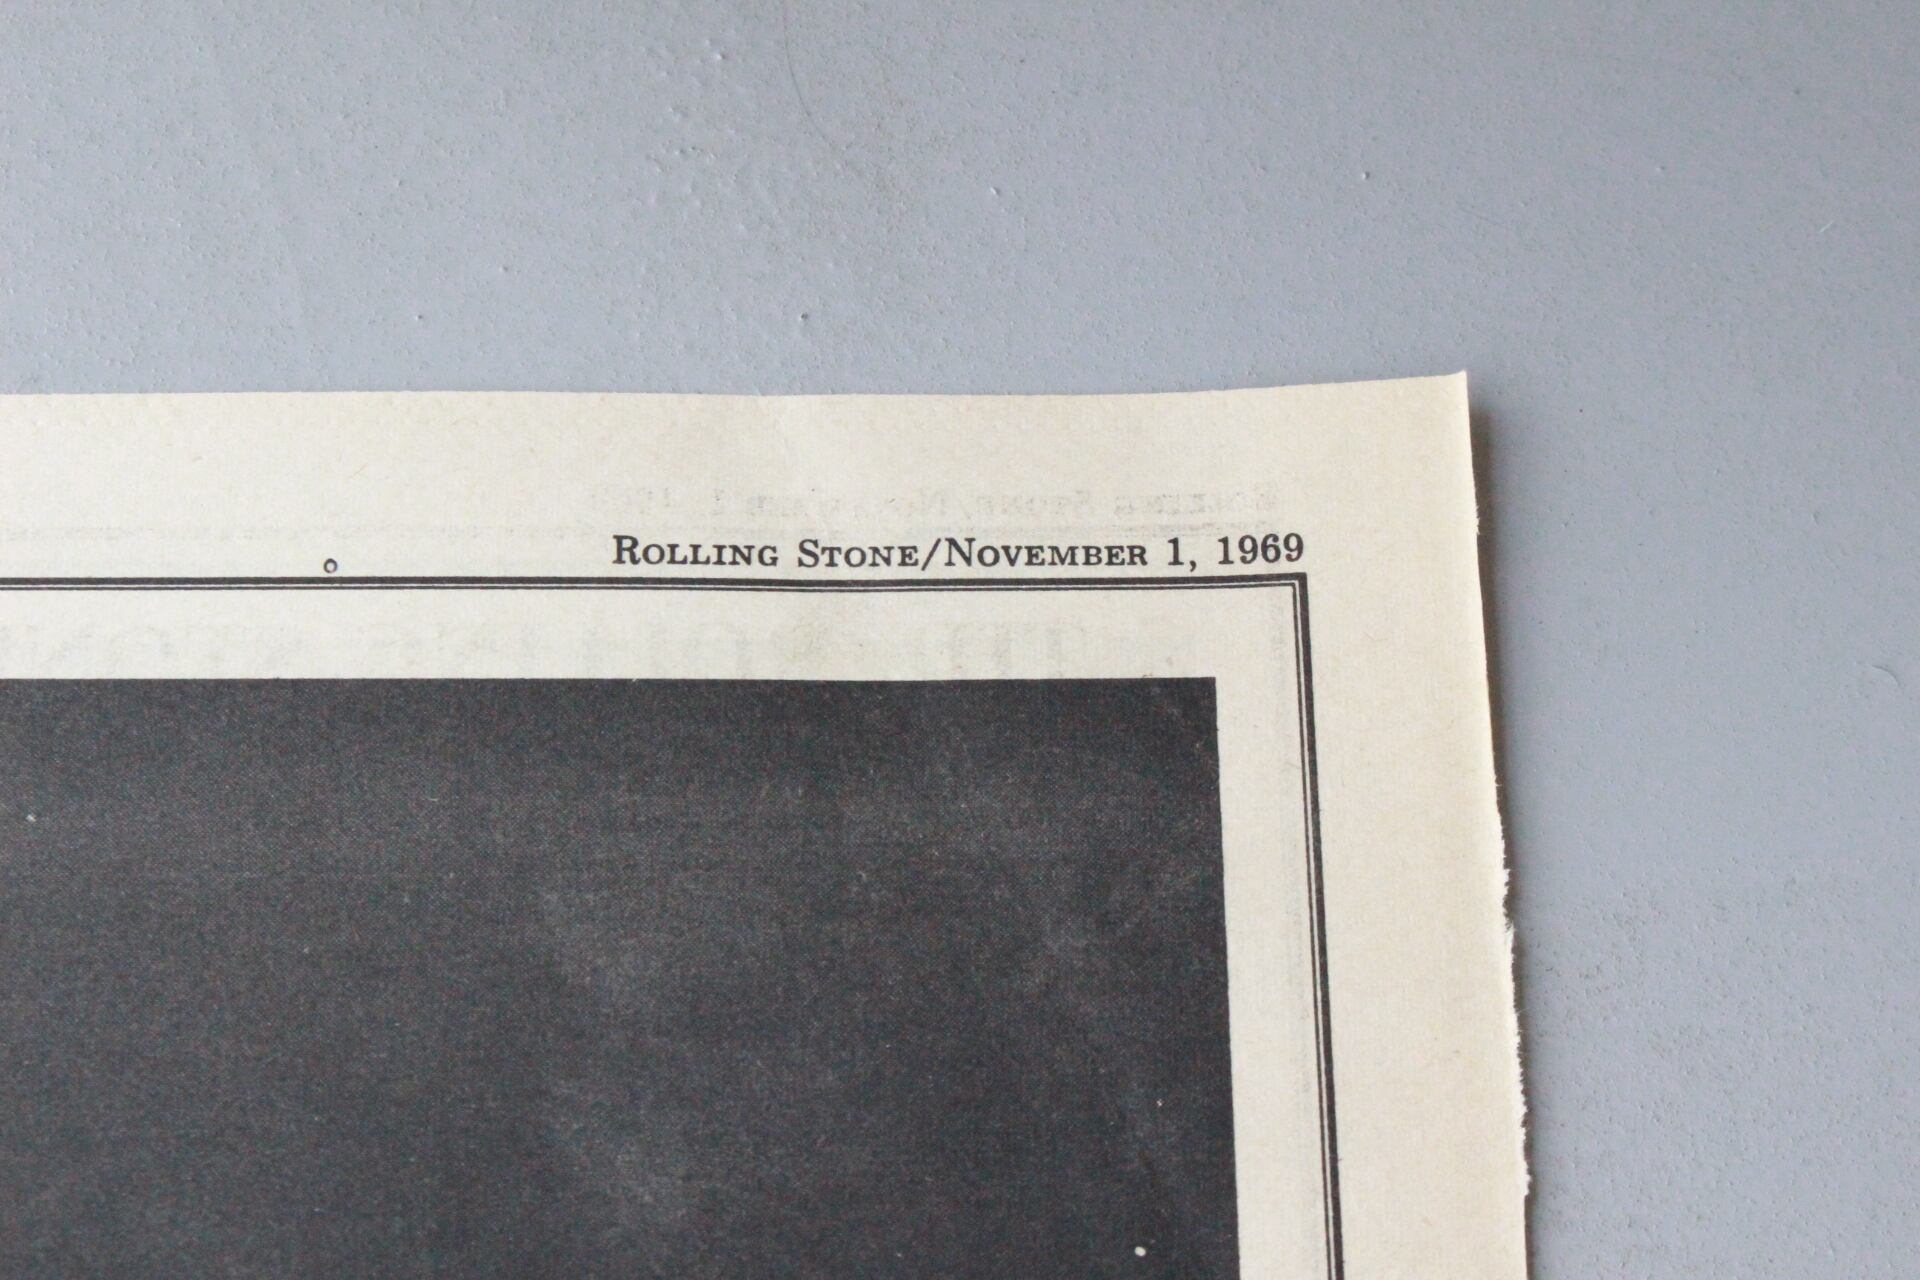 ROLLING STONE/NOVEMBER 1, 1969